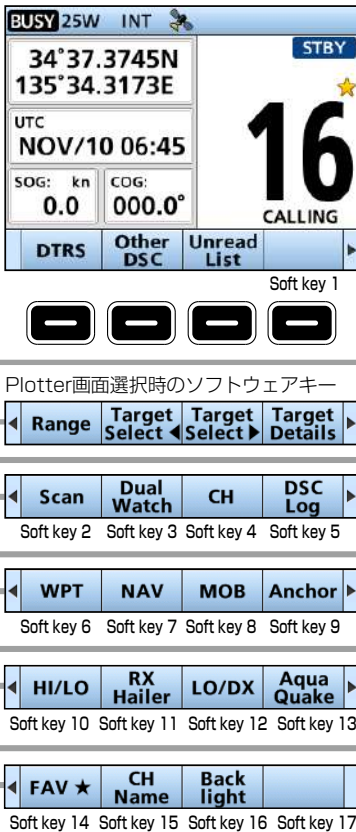 BUSY 25W INT
STBY
34°37.3745N
135°34.3173E
UTC
NOV/10 06:45
SOG: kn
0.0
COG:
000.0°
16
CALLING
DTRS Other DSC Unread List
Soft key 1
Plotter画面選択時のソフトウェアキー
Range Target Select ◀ Target Select ▶ Target Details
Scan Dual Watch CH DSC Log
Soft key 2 Soft key 3 Soft key 4 Soft key 5
WPT NAV MOB Anchor
Soft key 6 Soft key 7 Soft key 8 Soft key 9
HI/LO RX Hailer LO/DX Aqua Quake
Soft key 10 Soft key 11 Soft key 12 Soft key 13
FAV ★ CH Name Back light
Soft key 14 Soft key 15 Soft key 16 Soft key 17